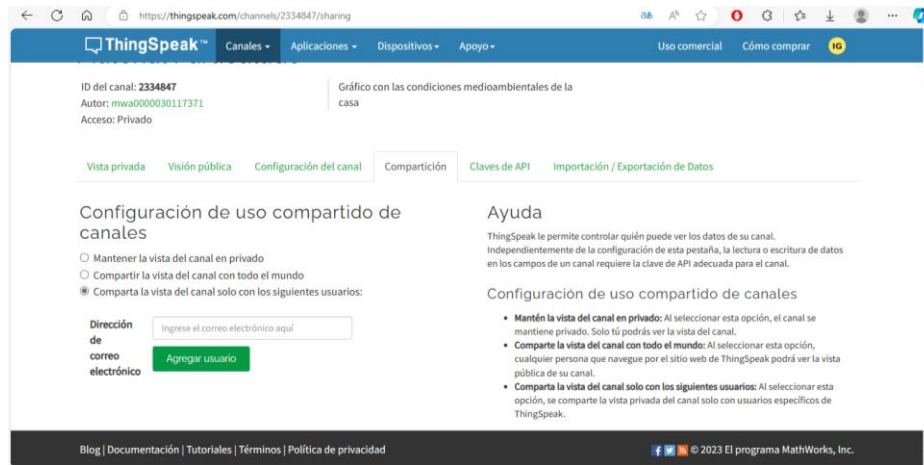 https://thingspeak.com/channels/2334847/sharing
ThingSpeak™ Canales Aplicaciones Dispositivos Apoyo Uso comercial Cómo comprar IG
ID del canal: 2334847
Autor: mwa0000030117371
Acceso: Privado
Gráfico con las condiciones medioambientales de la
casa
Vista privada Visión pública Configuración del canal Compartición Claves de API Importación / Exportación de Datos
Configuración de uso compartido de
canales
Mantener la vista del canal en privado
Compartir la vista del canal con todo el mundo
Comparta la vista del canal solo con los siguientes usuarios:
Dirección
de
correo
electrónico
Ingrese el correo electrónico aquí
Agregar usuario
Ayuda
ThingSpeak le permite controlar quién puede ver los datos de su canal.
Independientemente de la configuración de esta pestaña, la lectura o escritura de datos
en los campos de un canal requiere la clave de API adecuada para el canal.
Configuración de uso compartido de canales
Mantén la vista del canal en privado: Al seleccionar esta opción, el canal se
mantiene privado. Solo tú podrás ver la vista del canal.
Comparte la vista del canal con todo el mundo: Al seleccionar esta opción,
cualquier persona que navegue por el sitio web de ThingSpeak podrá ver la vista
pública de su canal.
Comparta la vista del canal solo con los siguientes usuarios: Al seleccionar esta
opción, se comparte la vista privada del canal solo con usuarios específicos de
ThingSpeak.
Blog | Documentación | Tutoriales | Términos | Política de privacidad
© 2023 El programa MathWorks, Inc.